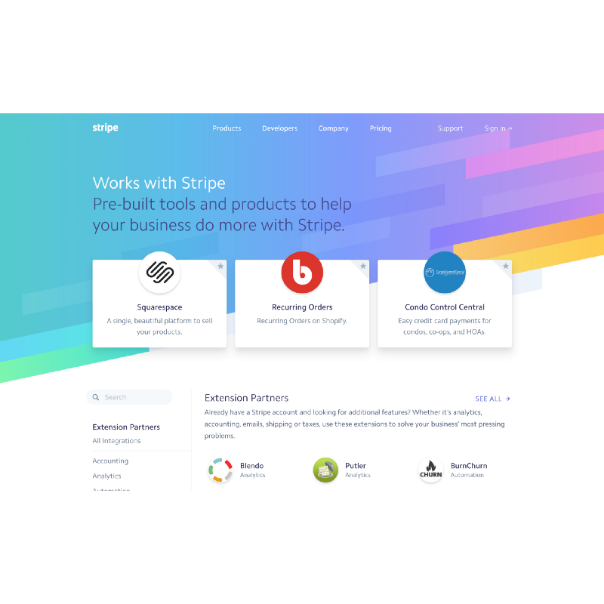 stripe
Products Developers Company Pricing Support Sign in
Works with Stripe
Pre-built tools and products to help
your business do more with Stripe.
Squarespace
A single, beautiful platform to sell
your products.
Recurring Orders
Recurring Orders on Shopify.
Condo Control Central
Easy credit card payments for
condos, co-ops, and HOAs.
Search
Extension Partners
All Integrations
Accounting
Analytics
Automation
Extension Partners
SEE ALL →
Already have a Stripe account and looking for additional features? Whether it's analytics,
accounting, emails, shipping or taxes, use these extensions to solve your business' most pressing
problems.
Blendo
Analytics
Putler
Analytics
CHURN
BurnChurn
Automation